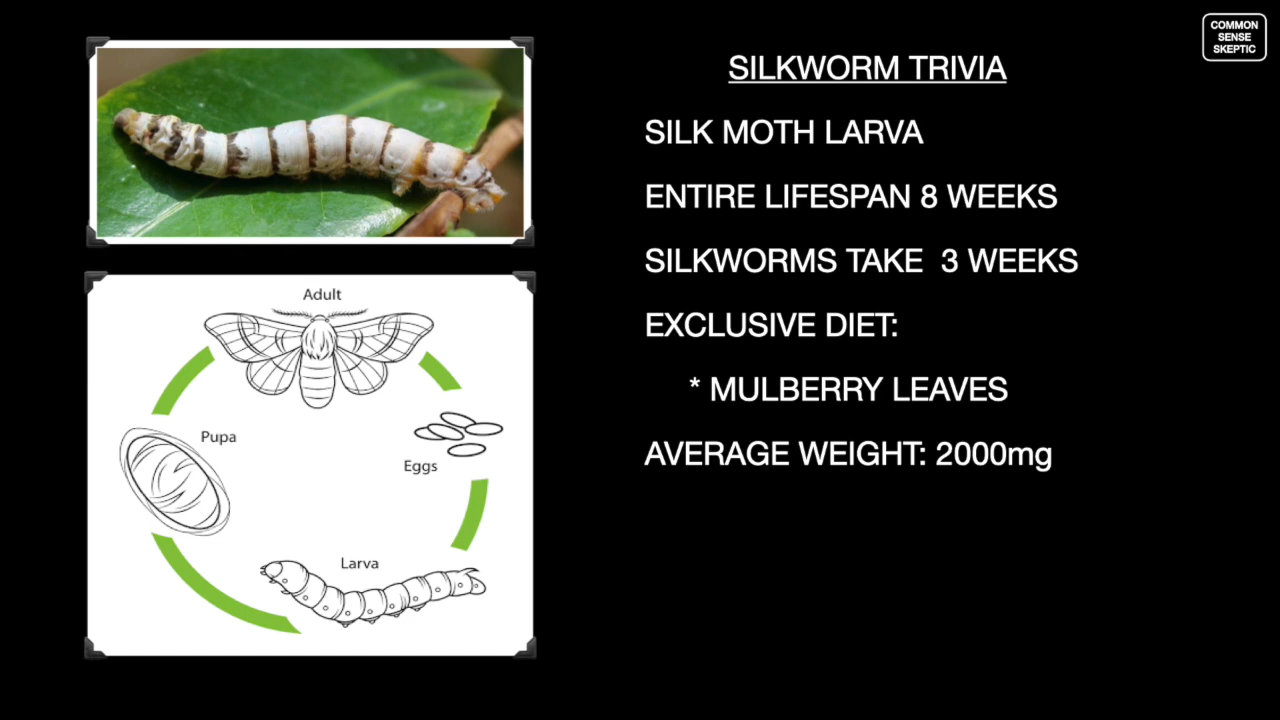 COMMON
SENSE
SKEPTIC
SILKWORM TRIVIA
SILK MOTH LARVA
ENTIRE LIFESPAN 8 WEEKS
SILKWORMS TAKE  3 WEEKS
EXCLUSIVE DIET:
* MULBERRY LEAVES
AVERAGE WEIGHT: 2000mg
Adult
Pupa
Eggs
Larva